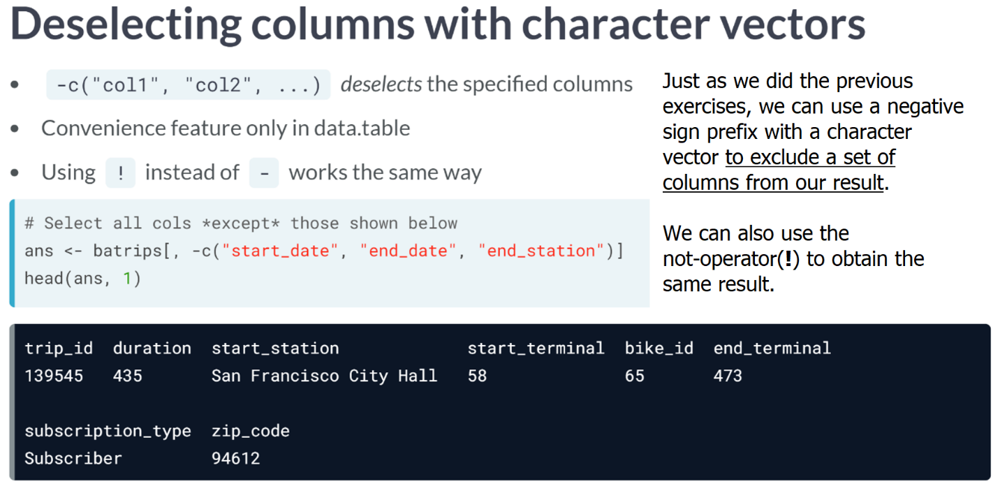 Deselecting columns with character vectors
• -c("col1", "col2", ...) deselects the specified columns
• Convenience feature only in data.table
• Using ! instead of - works the same way
# Select all cols *except* those shown below
ans <- batrips[, -c("start_date", "end_date", "end_station")]
head(ans, 1)
Just as we did the previous
exercises, we can use a negative
sign prefix with a character
vector to exclude a set of
columns from our result.
We can also use the
not-operator(!) to obtain the
same result.
trip_id duration start_station start_terminal bike_id end_terminal
139545 435 San Francisco City Hall 58 65 473
subscription_type zip_code
Subscriber 94612